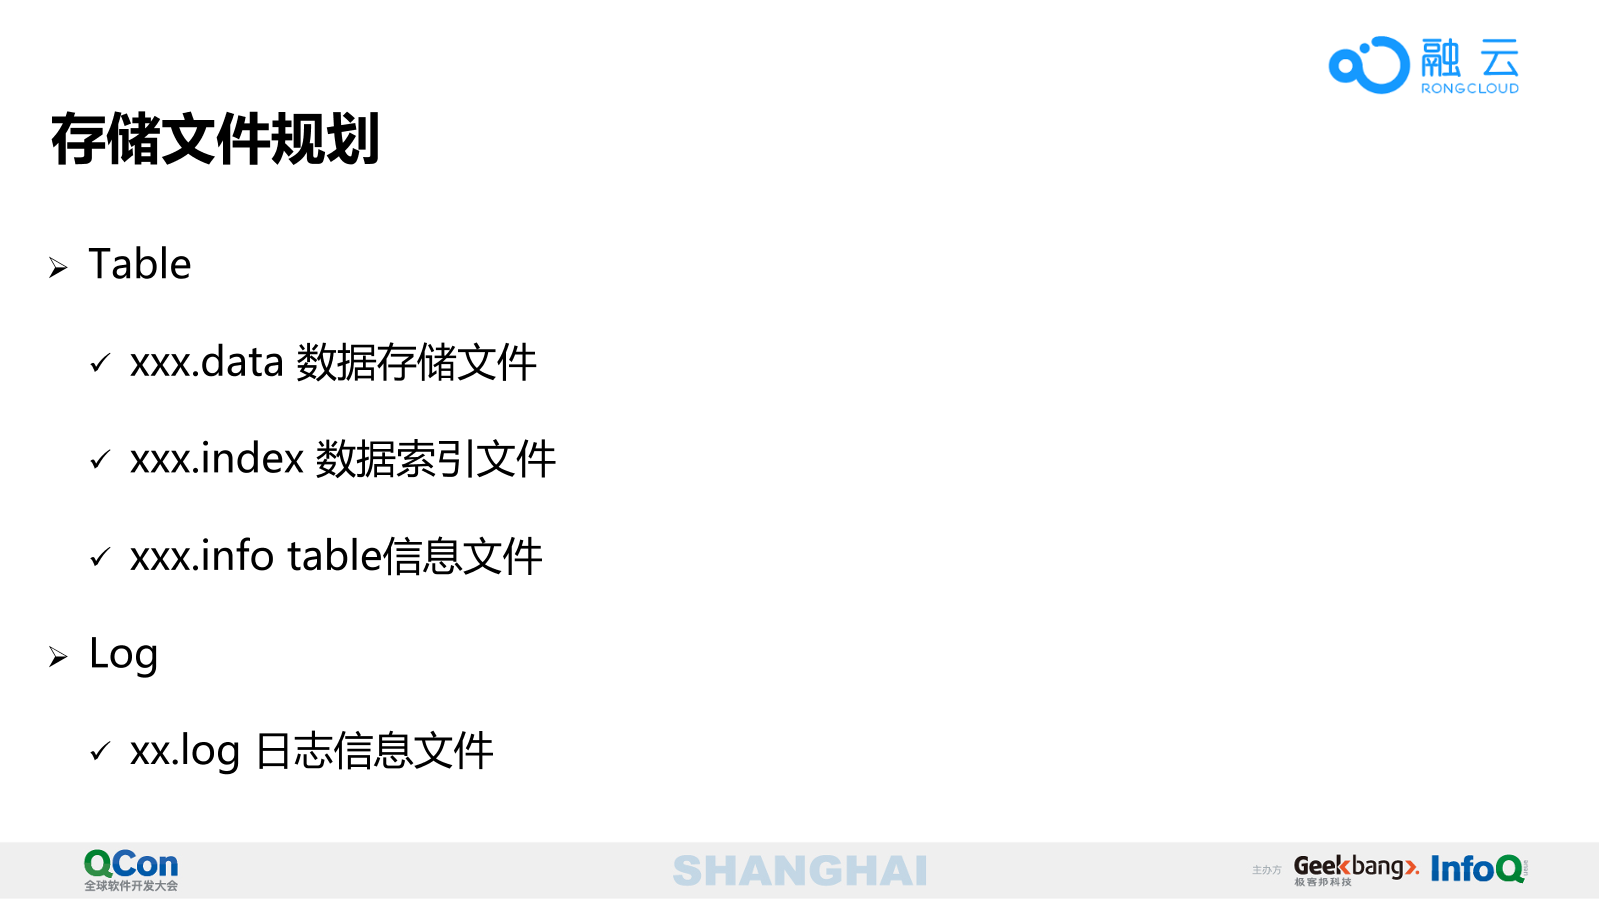 融云
RONGCLOUD
存储文件规划
Table
xxx.data 数据存储文件
xxx.index 数据索引文件
xxx.info table信息文件
Log
xx.log 日志信息文件
QCon
全球软件开发大会
SHANGHAI
主办方
Geekbang
极客邦科技
InfoQ